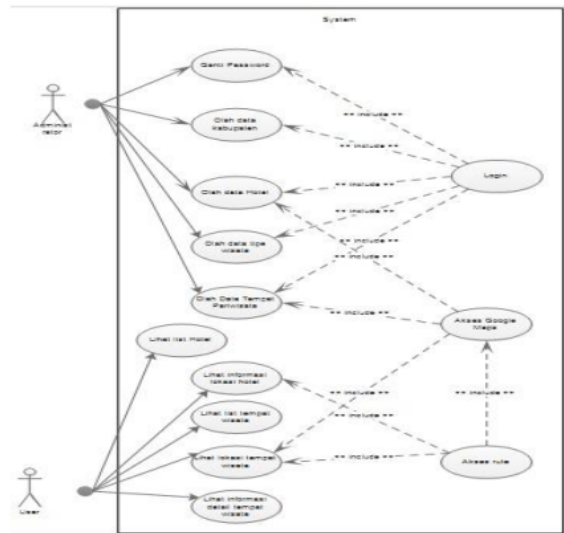 System
Ganti Password
Administ
rator
Olah data
kabupaten
** include **
** include **
Olah data Hotel
** include **
Login
** include **
Olah data tipe
wisata
** include **
** include **
Olah Data Tempat
Pariwisata
** include **
Akses Google
Maps
Lihat list Hotel
Lihat informasi
lokasi hotel
** include **
** include **
** include **
Lihat list tempat
wisata
Lihat lokasi tempat
wisata
** include **
Akses rute
User
Lihat informasi
detail tempat
wisata